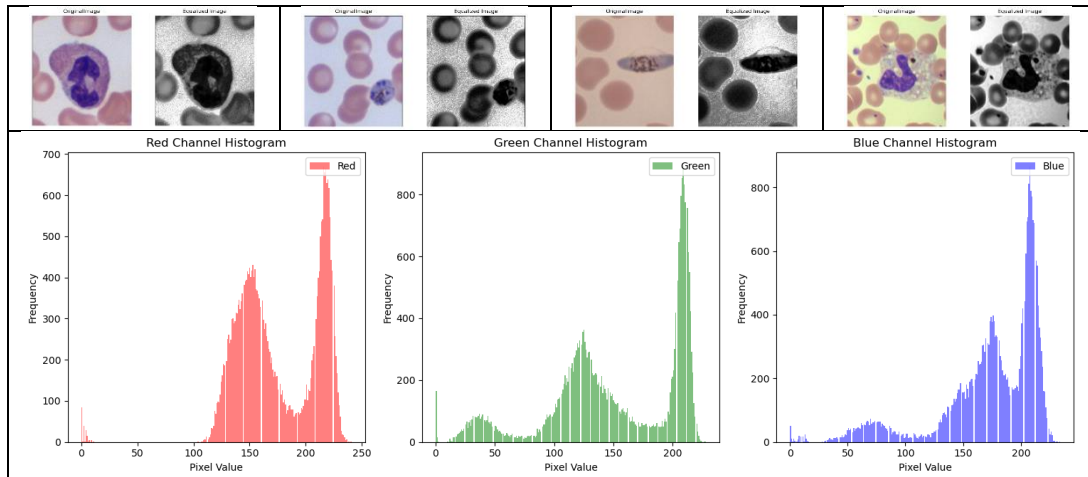 Original Image Equalized Image Original Image Equalized Image Original Image Equalized Image Original Image Equalized Image
Red Channel Histogram Green Channel Histogram Blue Channel Histogram
Red
Green
Blue
Frequency
700
600
500
400
300
200
100
0
0 50 100 150 200 250
Pixel Value
Frequency
800
600
400
200
0
0 50 100 150 200
Pixel Value
Frequency
800
600
400
200
0
0 50 100 150 200
Pixel Value